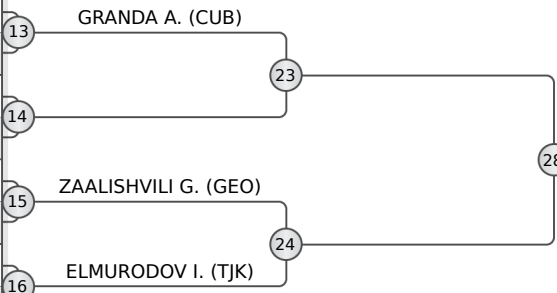 GRANDA A. (CUB)
13
23
14
28
ZAALISHVILI G. (GEO)
15
24
ELMURODOV I. (TJK)
16